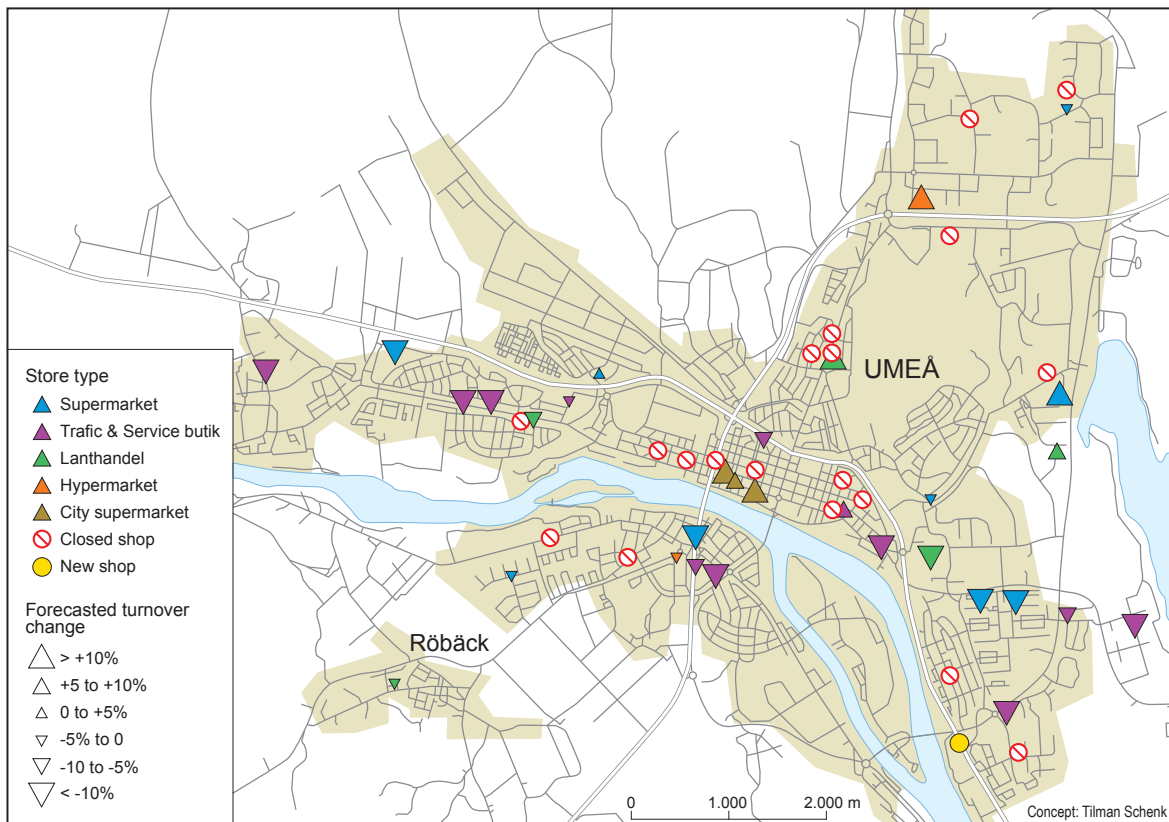 UMEÅ
Store type
Supermarket
Trafic & Service butik
Lanthandel
Hypermarket
City supermarket
Closed shop
New shop
Forecasted turnover
change
> +10%
+5 to +10%
0 to +5%
-5% to 0
-10 to -5%
< -10%
Röbäck
0 1.000 2.000 m
Concept: Tilman Schenk